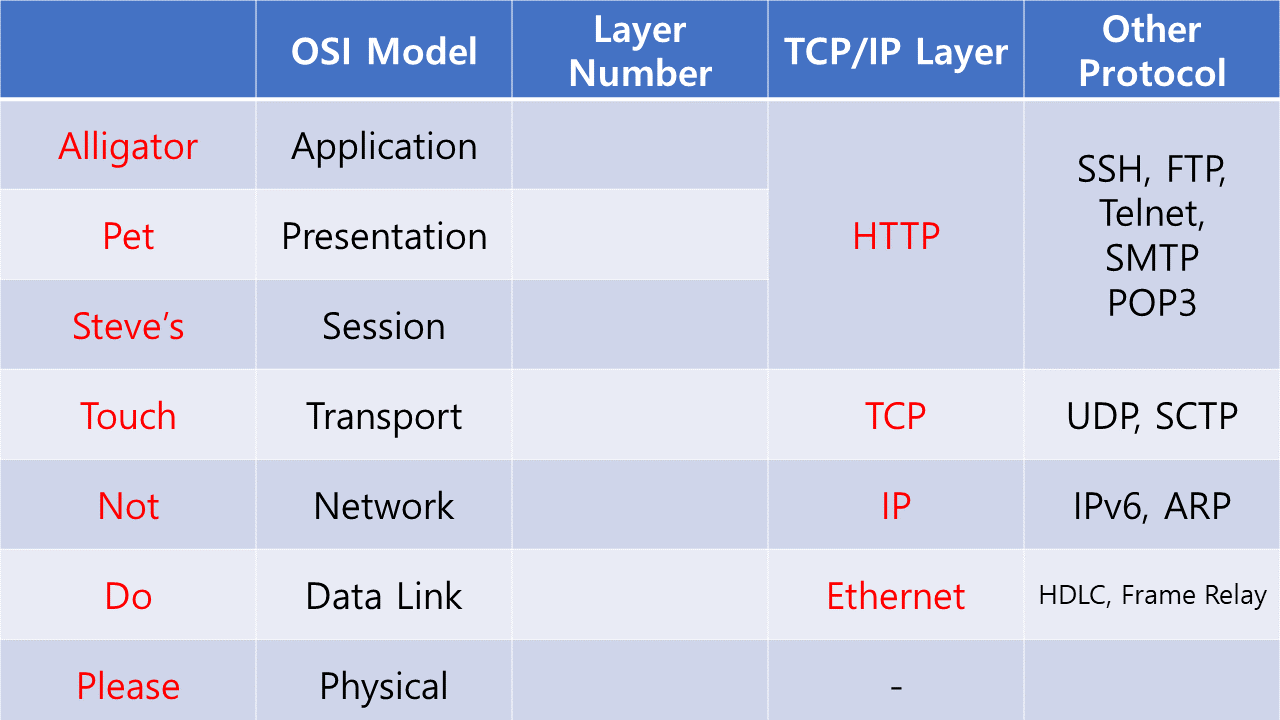 OSI Model
Layer
Number
TCP/IP Layer
Other
Protocol
Alligator
Application
Pet
Presentation
Steve’s
Session
HTTP
SSH, FTP,
Telnet,
SMTP
POP3
Touch
Transport
TCP
UDP, SCTP
Not
Network
IP
IPv6, ARP
Do
Data Link
Ethernet
HDLC, Frame Relay
Please
Physical
-